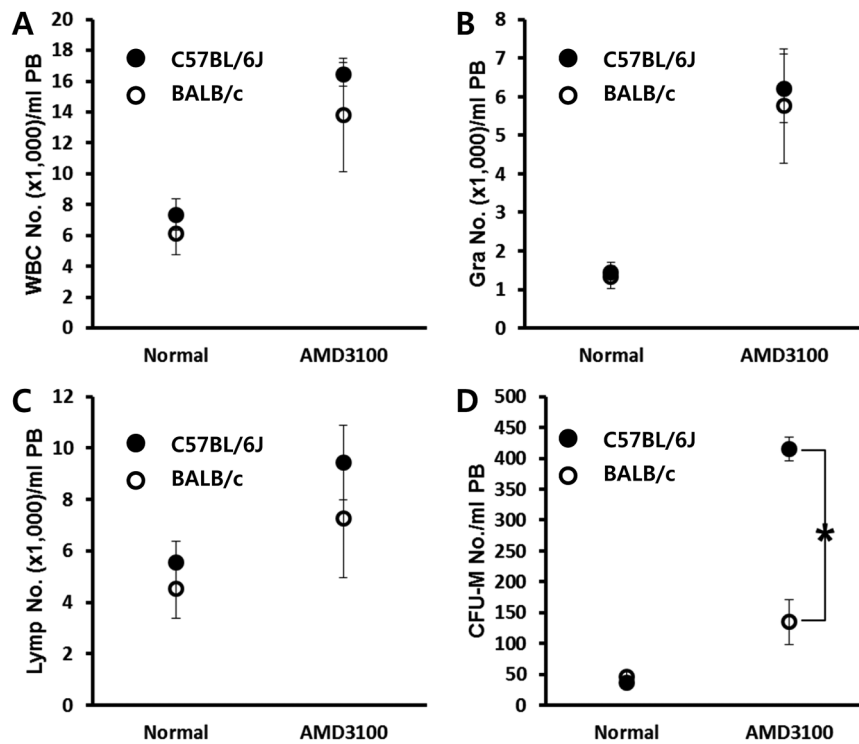 A
WBC No. (x1,000)/ml PB
20
18
16
14
12
10
8
6
4
2
0
C57BL/6J
BALB/c
Normal AMD3100
B
Gra No. (x1,000)/ml PB
8
7
6
5
4
3
2
1
0
C57BL/6J
BALB/c
Normal AMD3100
C
Lymp No. (x1,000)/ml PB
12
10
8
6
4
2
0
C57BL/6J
BALB/c
Normal AMD3100
D
CFU-M No./ml PB
500
450
400
350
300
250
200
150
100
50
0
C57BL/6J
BALB/c
*
Normal AMD3100